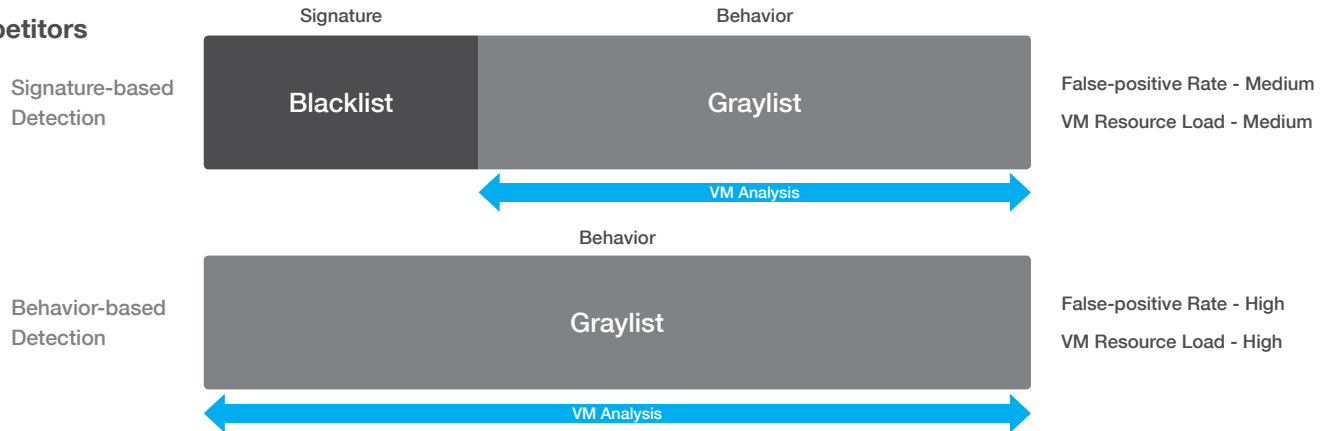 petitors
Signature
Behavior
Signature-based
Detection
Blacklist
Graylist
False-positive Rate - Medium
VM Resource Load - Medium
VM Analysis
Behavior
Behavior-based
Detection
Graylist
False-positive Rate - High
VM Resource Load - High
VM Analysis